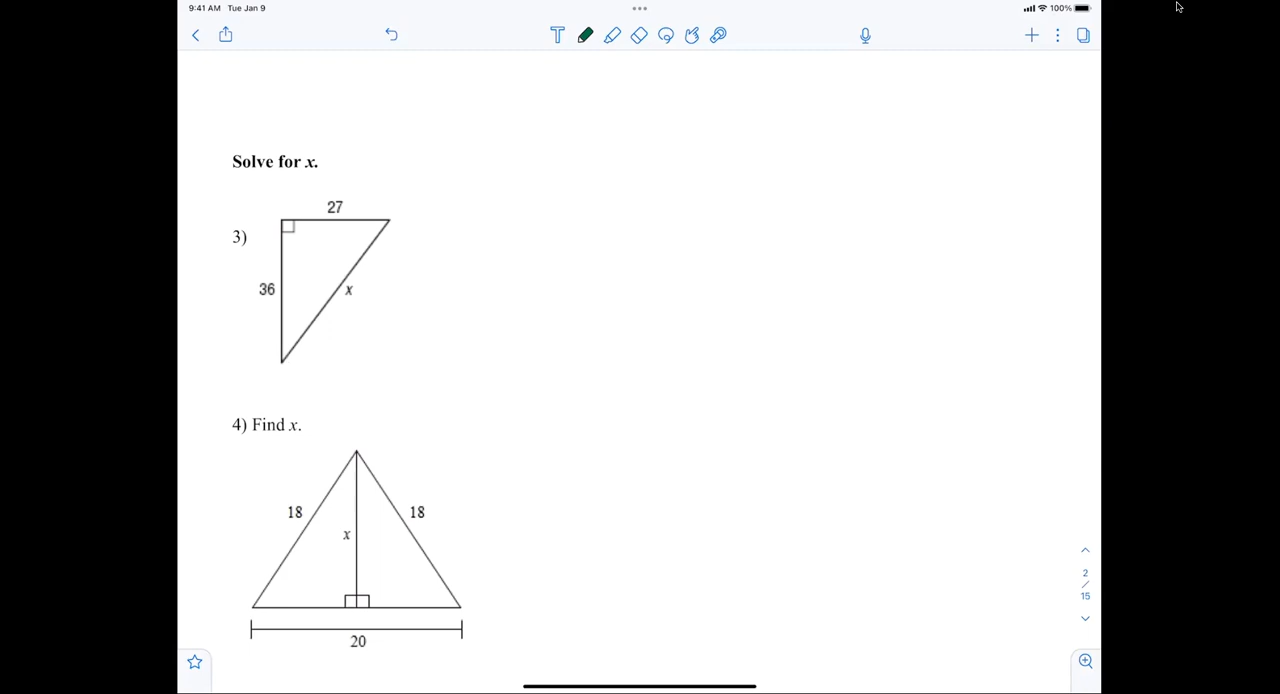 9:41 AM Tue Jan 9
100%
T
Solve for x.
27
3)
36
x
4) Find x.
18
18
x
20
2
/
15